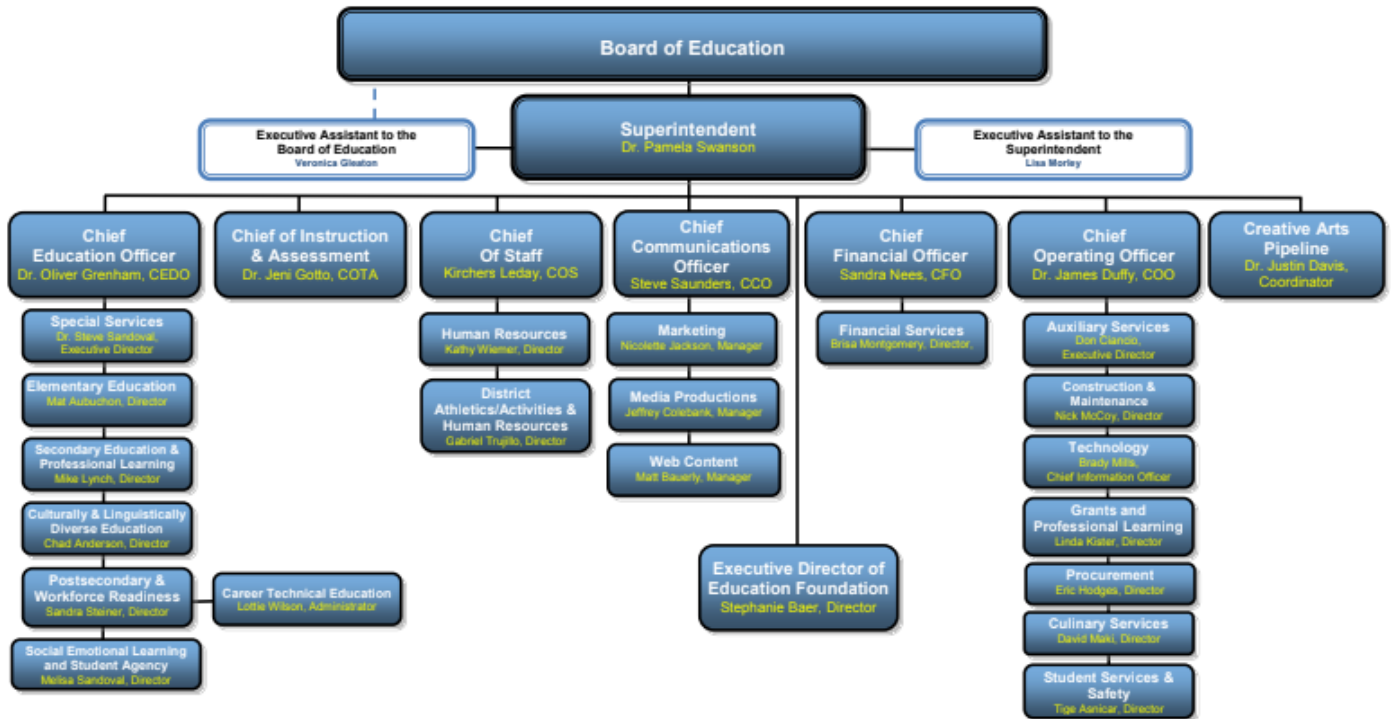 Board of Education
Executive Assistant to the
Board of Education
Veronica Gleaton
Superintendent
Dr. Pamela Swanson
Executive Assistant to the
Superintendent
Lisa Morley
Chief
Education Officer
Dr. Oliver Grenham, CEDO
Chief of Instruction
& Assessment
Dr. Jeni Gotto, COTA
Chief
Of Staff
Kirchers Leday, COS
Chief
Communications
Officer
Steve Saunders, CCO
Chief
Financial Officer
Sandra Nees, CFO
Chief
Operating Officer
Dr. James Duffy, COO
Creative Arts
Pipeline
Dr. Justin Davis,
Coordinator
Special Services
Dr. Steve Sandoval,
Executive Director
Elementary Education
Mat Aubuchon, Director
Secondary Education &
Professional Learning
Mike Lynch, Director
Culturally & Linguistically
Diverse Education
Chad Anderson, Director
Postsecondary &
Workforce Readiness
Sandra Steiner, Director
Career Technical Education
Lottie Wilson, Administrator
Social Emotional Learning
and Student Agency
Melisa Sandoval, Director
Human Resources
Kathy Wiemer, Director
District
Athletics/Activities &
Human Resources
Gabriel Trujillo, Director
Marketing
Nicolette Jackson, Manager
Media Productions
Jeffrey Colebank, Manager
Web Content
Matt Bauerly, Manager
Executive Director of
Education Foundation
Stephanie Baer, Director
Financial Services
Brisa Montgomery, Director,
Auxiliary Services
Don Ciancio,
Executive Director
Construction &
Maintenance
Nick McCoy, Director
Technology
Brady Mills,
Chief Information Officer
Grants and
Professional Learning
Linda Kister, Director
Procurement
Eric Hodges, Director
Culinary Services
David Maki, Director
Student Services &
Safety
Tige Asnicar, Director